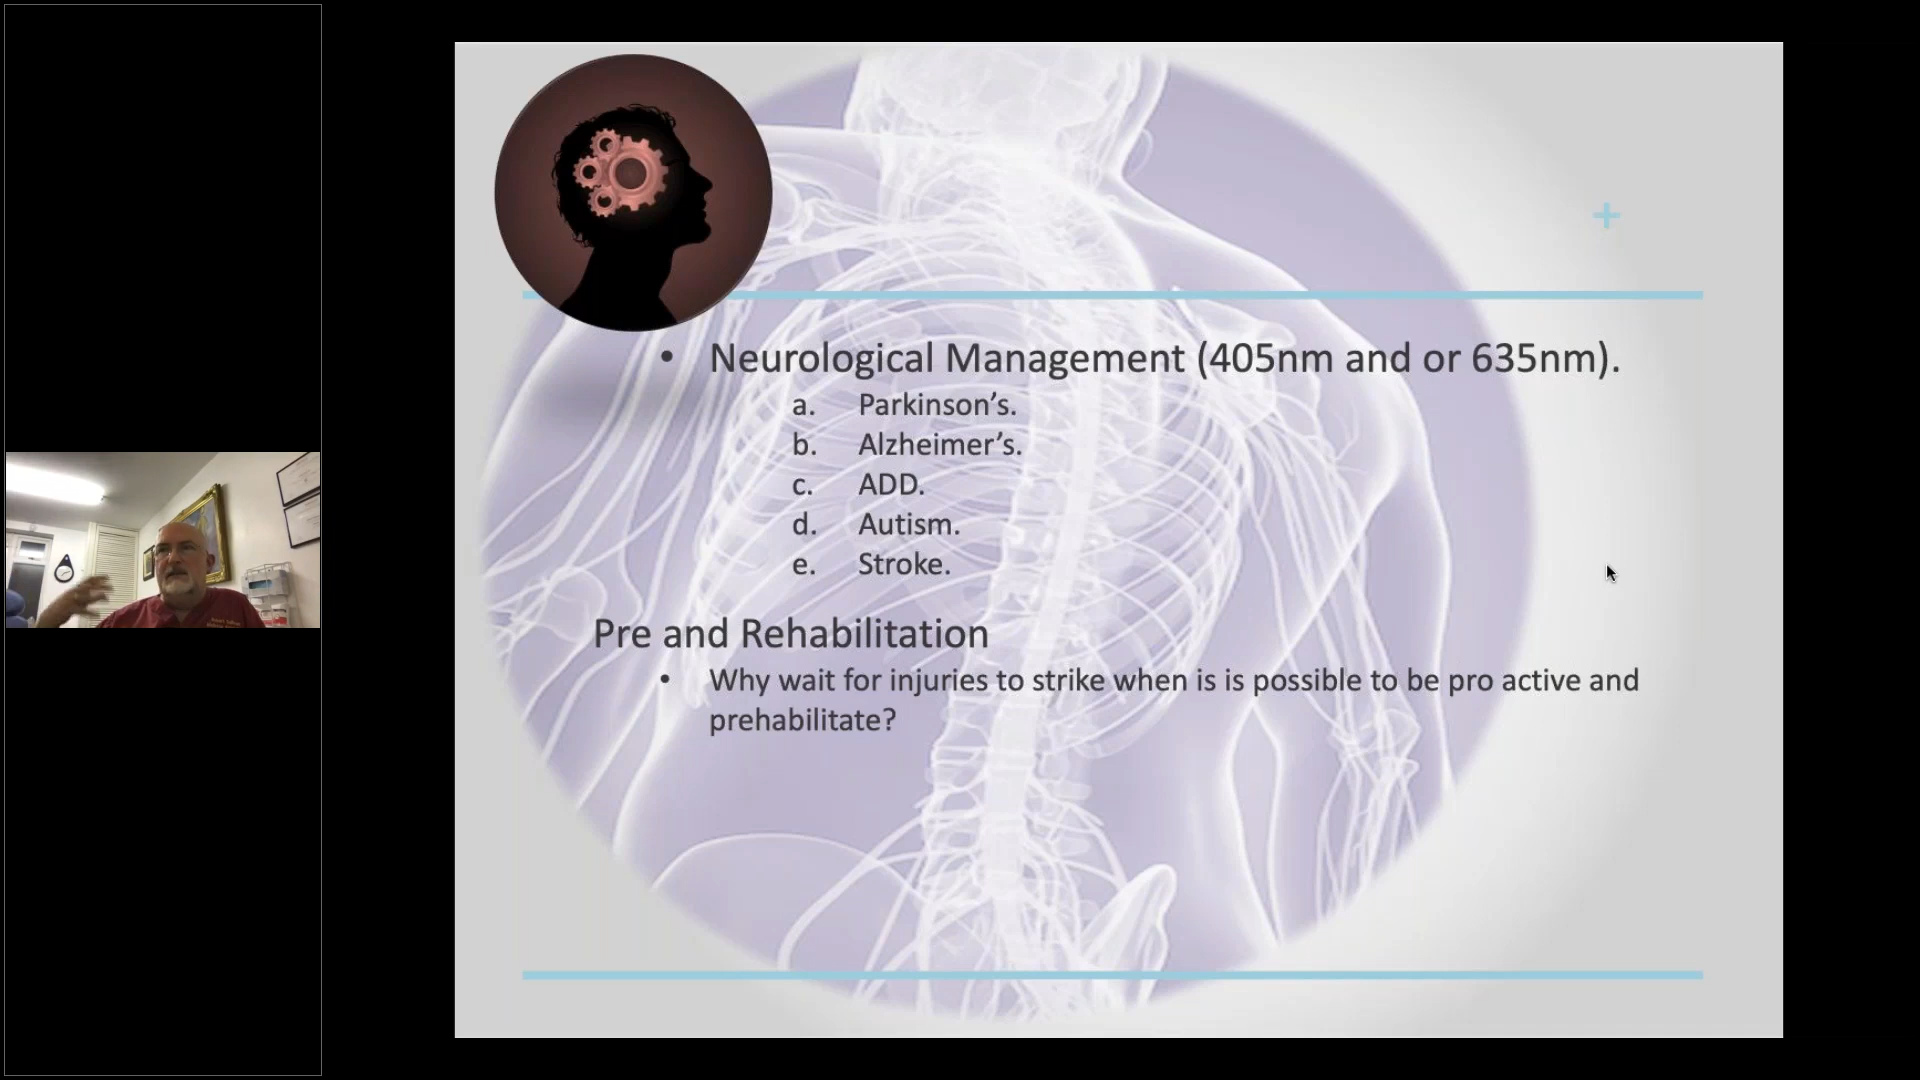 • Neurological Management (405nm and or 635nm).
a. Parkinson’s.
b. Alzheimer’s.
c. ADD.
d. Autism.
e. Stroke.
Pre and Rehabilitation
• Why wait for injuries to strike when is is possible to be pro active and
prehabilitate?